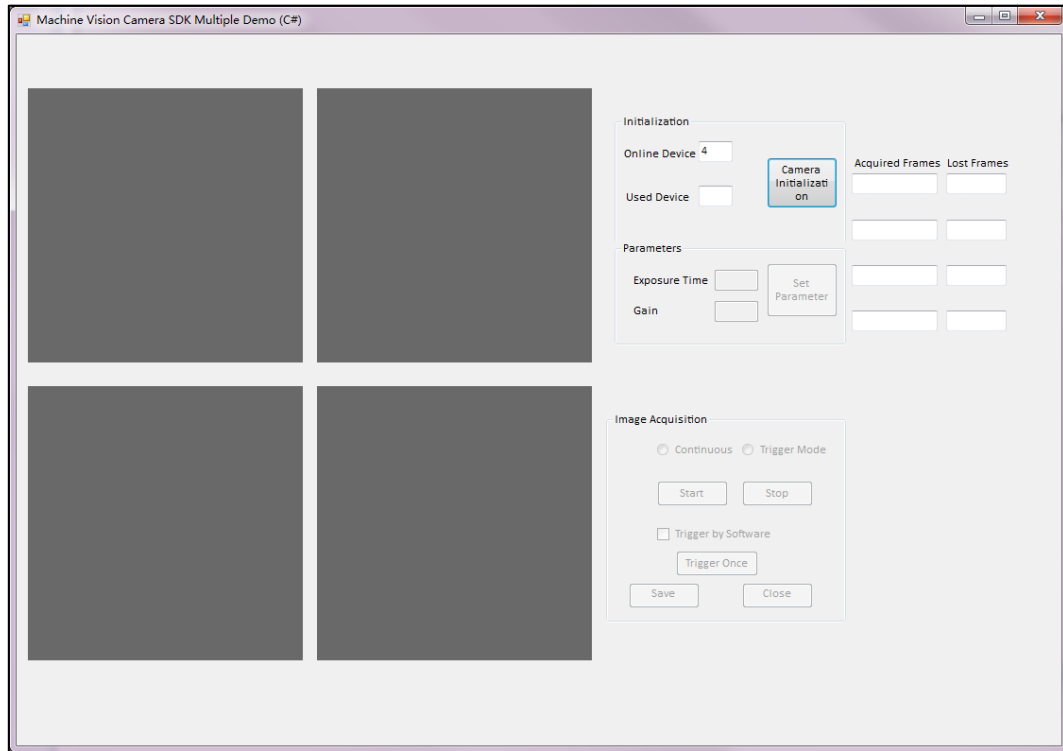 Machine Vision Camera SDK Multiple Demo (C#)
Initialization
Online Device 4
Camera
Initializati
on
Used Device
Acquired Frames Lost Frames
Parameters
Exposure Time
Set
Parameter
Gain
Image Acquisition
Continuous Trigger Mode
Start Stop
Trigger by Software
Trigger Once
Save Close